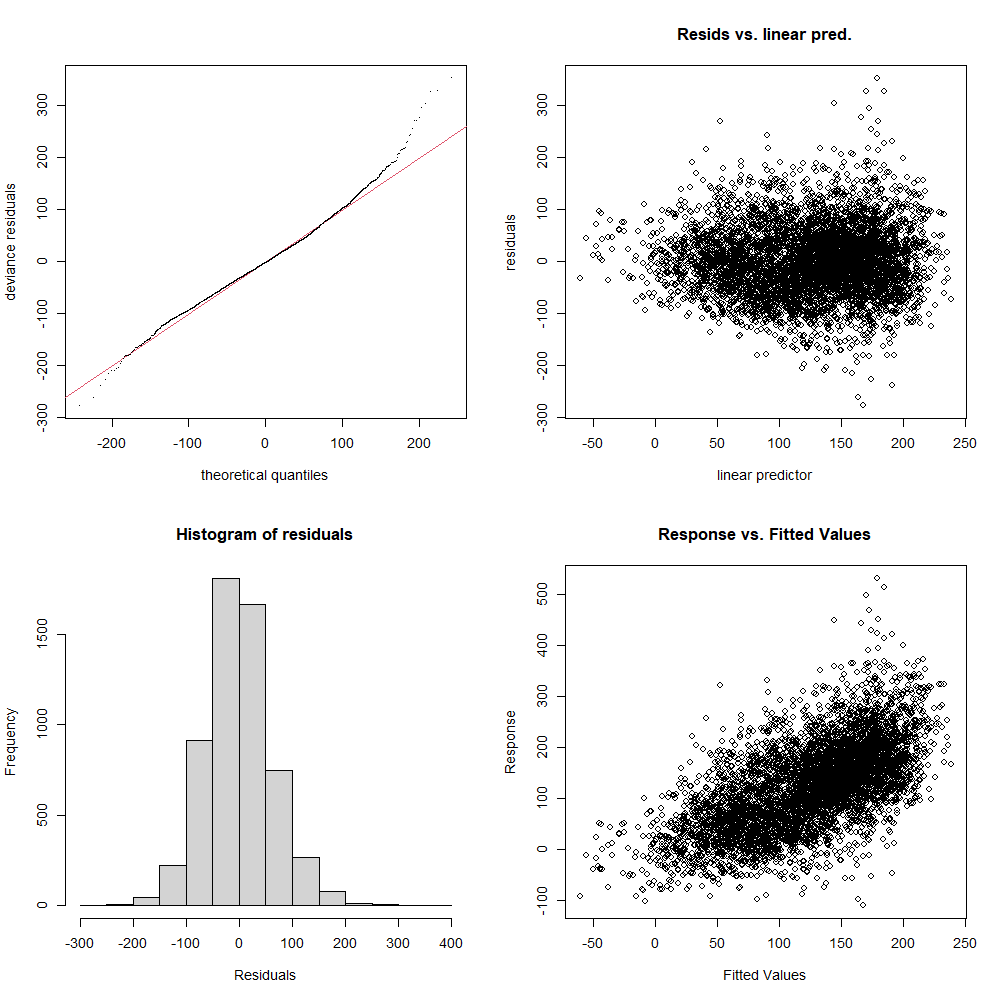 deviance residuals
300
200
100
0
-100
-200
-300
-200 -100 0 100 200
theoretical quantiles
Resids vs. linear pred.
residuals
300
200
100
0
-100
-200
-300
-50 0 50 100 150 200 250
linear predictor
Histogram of residuals
Frequency
1500
1000
500
0
-300 -200 -100 0 100 200 300 400
Residuals
Response vs. Fitted Values
Response
500
400
300
200
100
0
-100
-50 0 50 100 150 200 250
Fitted Values